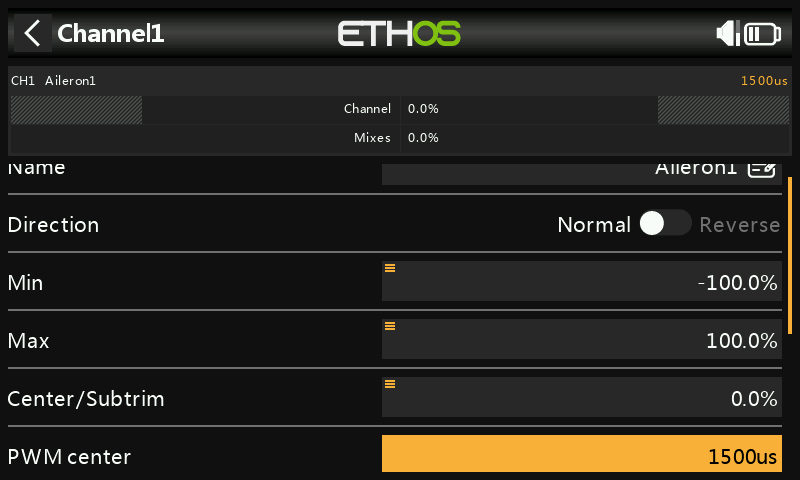 Channel1 ETHOS
CH1 Aileron1 1500us
Channel 0.0%
Mixes 0.0%
Name Aileron1
Direction Normal Reverse
Min -100.0%
Max 100.0%
Center/Subtrim 0.0%
PWM center 1500us